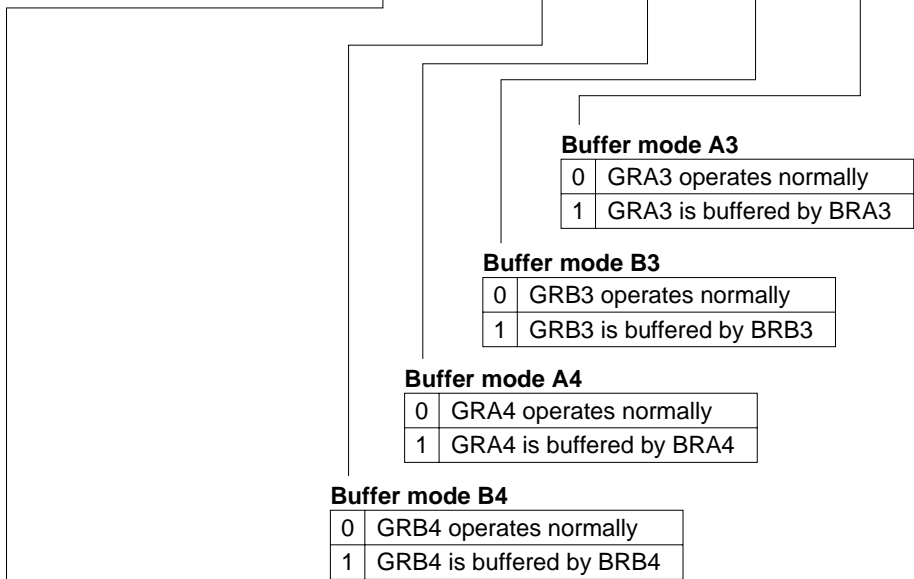 Buffer mode A3
0 GRA3 operates normally
1 GRA3 is buffered by BRA3
Buffer mode B3
0 GRB3 operates normally
1 GRB3 is buffered by BRB3
Buffer mode A4
0 GRA4 operates normally
1 GRA4 is buffered by BRA4
Buffer mode B4
0 GRB4 operates normally
1 GRB4 is buffered by BRB4